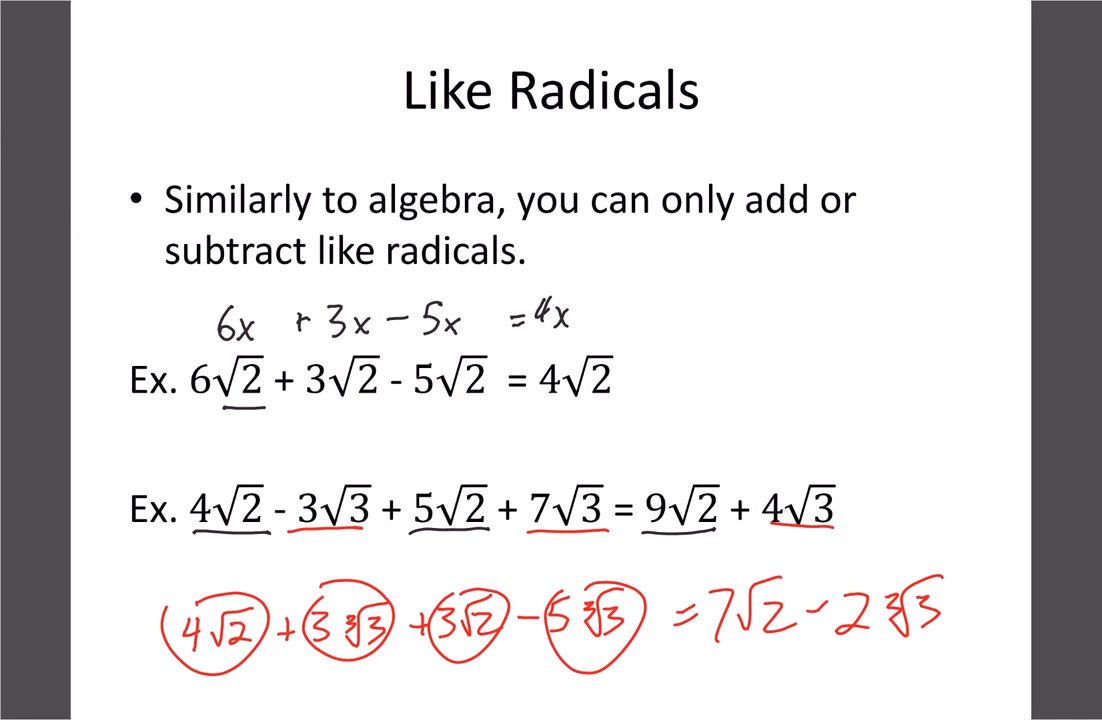 Like Radicals
• Similarly to algebra, you can only add or
subtract like radicals.
6x + 3x - 5x = 4x
Ex. 6√2 + 3√2 - 5√2 = 4√2
Ex. 4√2 - 3√3 + 5√2 + 7√3 = 9√2 + 4√3
4√2 + 3∛3 + 3√2 - 5∛3 = 7√2 - 2∛3